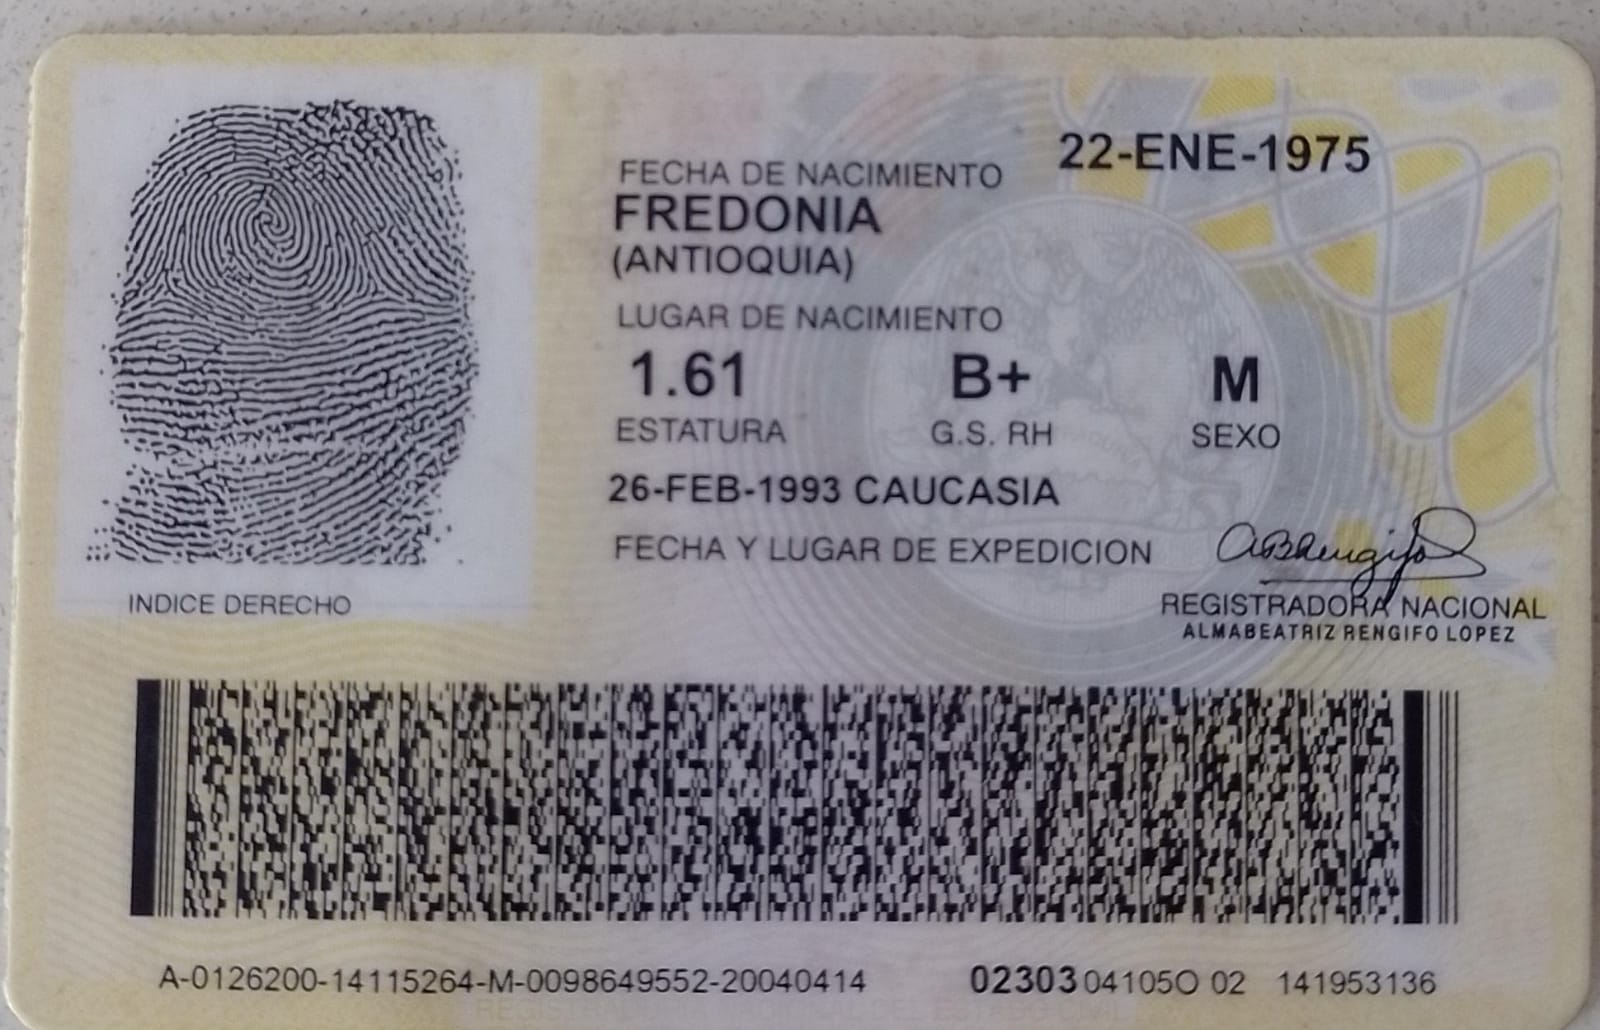 22-ENE-1975
FECHA DE NACIMIENTO
FREDONIA
(ANTIOQUIA)
LUGAR DE NACIMIENTO
1.61 B+ M
ESTATURA G.S. RH SEXO
26-FEB-1993 CAUCASIA
FECHA Y LUGAR DE EXPEDICION
INDICE DERECHO
REGISTRADORA NACIONAL
ALMABEATRIZ RENGIFO LOPEZ
A-0126200-14115264-M-0098649552-20040414 02303 04105O 02 141953136